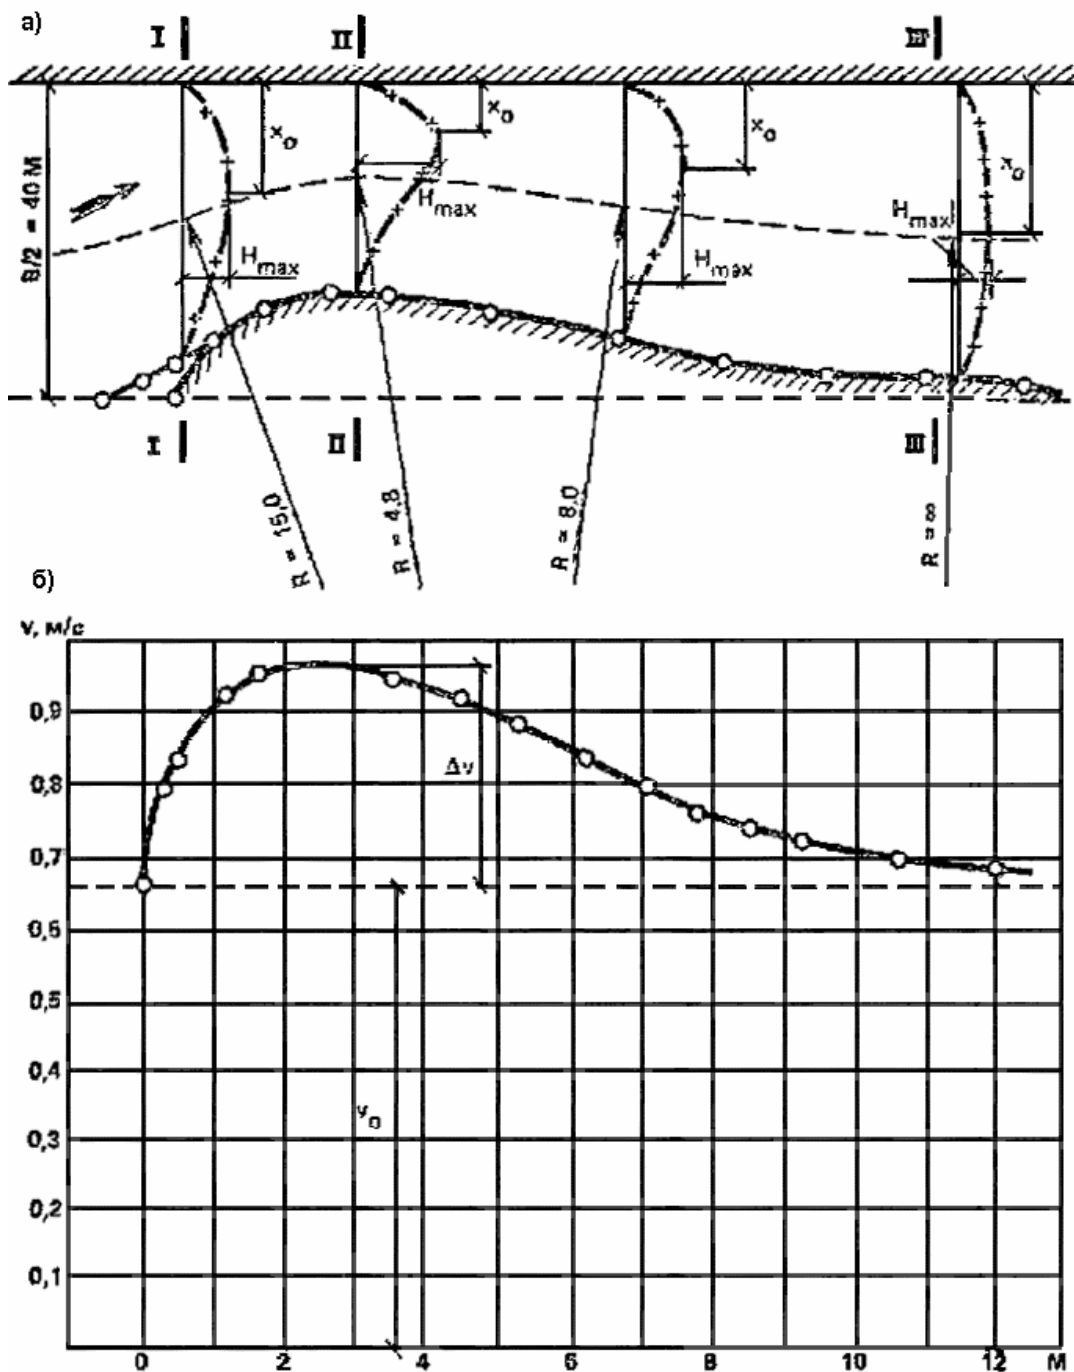 а)
I II III
x₀ x₀ x₀ x₀
B/2 = 40 М
Hmax Hmax Hmax Hmax
I II III
R = 15,0 R = 4,8 R = 8,0 R = ∞
б)
v, м/с
0,9
Δv
0,8
0,7
0,6
0,5
0,4
v₀
0,3
0,2
0,1
0 2 4 6 8 10 12 М